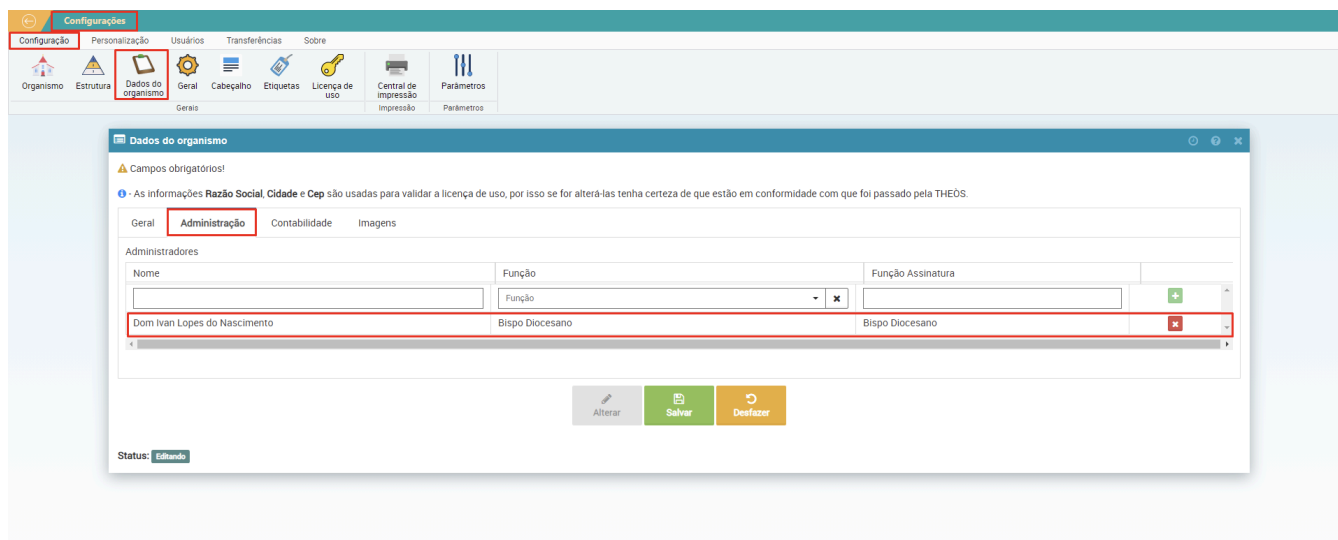 Configurações
Configuração Personalização Usuários Transferências Sobre
Organismo Estrutura Dados do organismo Geral Cabeçalho Etiquetas Licença de uso Central de impressão Parâmetros
Gerais Impressão Parâmetros
Dados do organismo
Campos obrigatórios!
- As informações Razão Social, Cidade e Cep são usadas para validar a licença de uso, por isso se for alterá-las tenha certeza de que estão em conformidade com que foi passado pela THEÒS.
Geral Administração Contabilidade Imagens
Administradores
Nome Função Função Assinatura
Função
Dom Ivan Lopes do Nascimento Bispo Diocesano Bispo Diocesano
Alterar Salvar Desfazer
Status: Editando